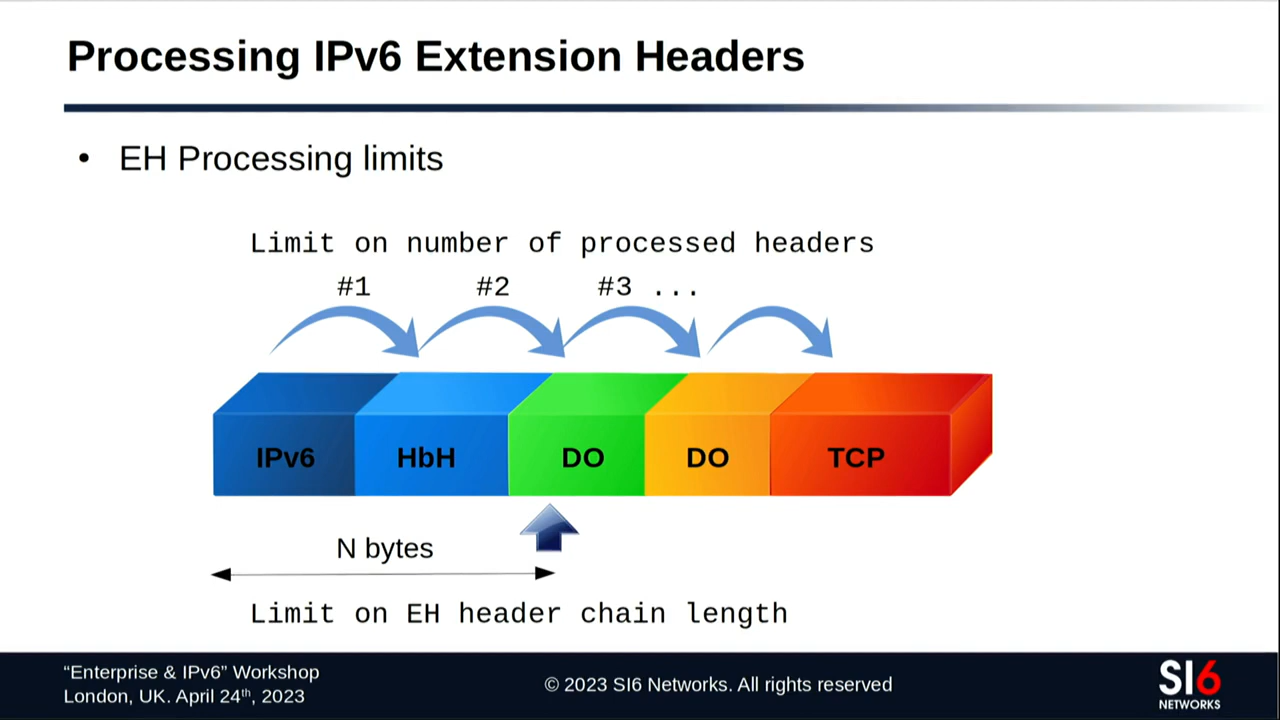 Processing IPv6 Extension Headers
• EH Processing limits
Limit on number of processed headers
#1 #2 #3 ...
IPv6 HbH DO DO TCP
N bytes
Limit on EH header chain length
“Enterprise & IPv6” Workshop
London, UK. April 24th, 2023
© 2023 SI6 Networks. All rights reserved
SI6
NETWORKS